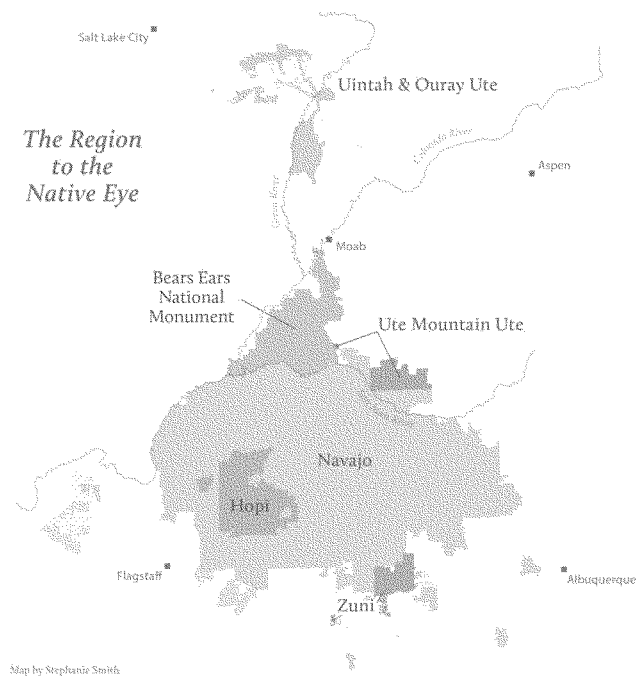 Salt Lake City
Uintah & Ouray Ute
The Region
to the
Native Eye
Colorado River
Aspen
Green River
Moab
Bears Ears
National
Monument
Ute Mountain Ute
Navajo
Hopi
Flagstaff
Albuquerque
Zuni
Map by Stephanie Smith